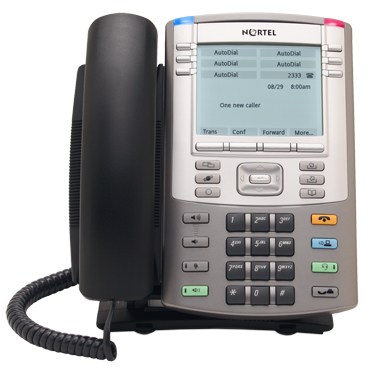 NORTEL
AutoDial AutoDial
AutoDial AutoDial
AutoDial 2333
08/29 8:00am
One new caller
Trans Conf Forward More...
1 2ABC 3DEF
4GHI 5JKL 6MNO
7PQRS 8TUV 9WXYZ
* 0 #